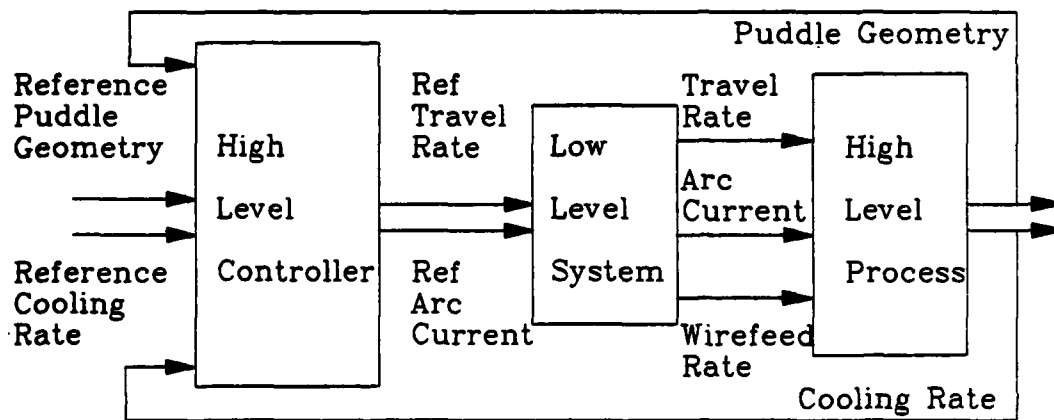 Puddle Geometry
Reference
Puddle
Geometry
Reference
Cooling
Rate
High
Level
Controller
Ref
Travel
Rate
Ref
Arc
Current
Low
Level
System
Travel
Rate
Arc
Current
Wirefeed
Rate
High
Level
Process
Cooling Rate